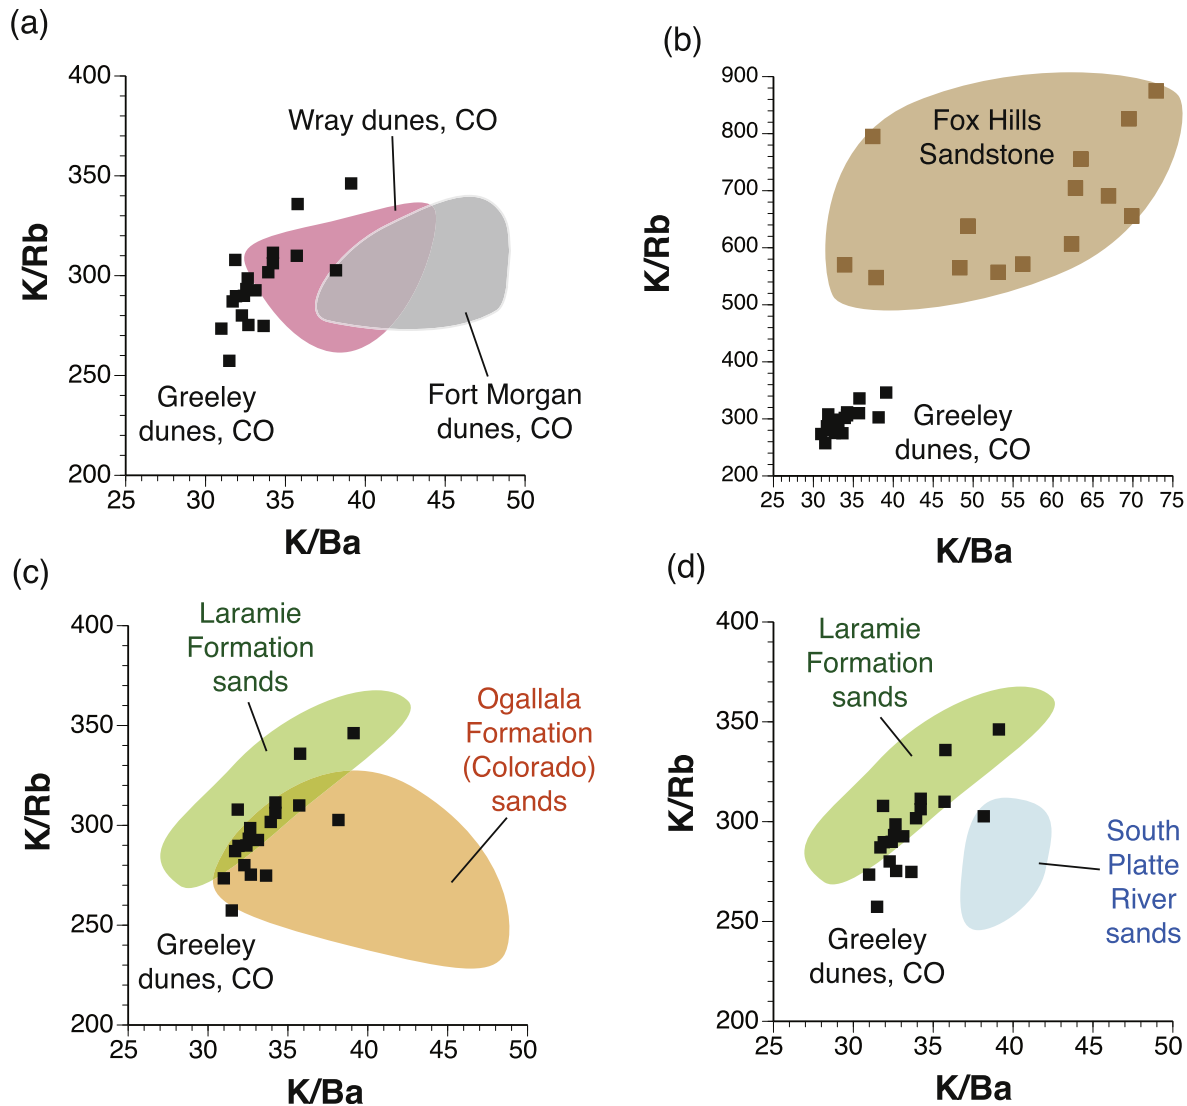 (a)
400
350
300
250
200
25 30 35 40 45 50
K/Rb
K/Ba
Wray dunes, CO
Greeley
dunes, CO
Fort Morgan
dunes, CO
(b)
900
800
700
600
500
400
300
200
25 30 35 40 45 50 55 60 65 70 75
K/Rb
K/Ba
Fox Hills
Sandstone
Greeley
dunes, CO
(c)
400
350
300
250
200
25 30 35 40 45 50
K/Rb
K/Ba
Laramie
Formation
sands
Ogallala
Formation
(Colorado)
sands
Greeley
dunes, CO
(d)
400
350
300
250
200
25 30 35 40 45 50
K/Rb
K/Ba
Laramie
Formation
sands
South
Platte
River
sands
Greeley
dunes, CO